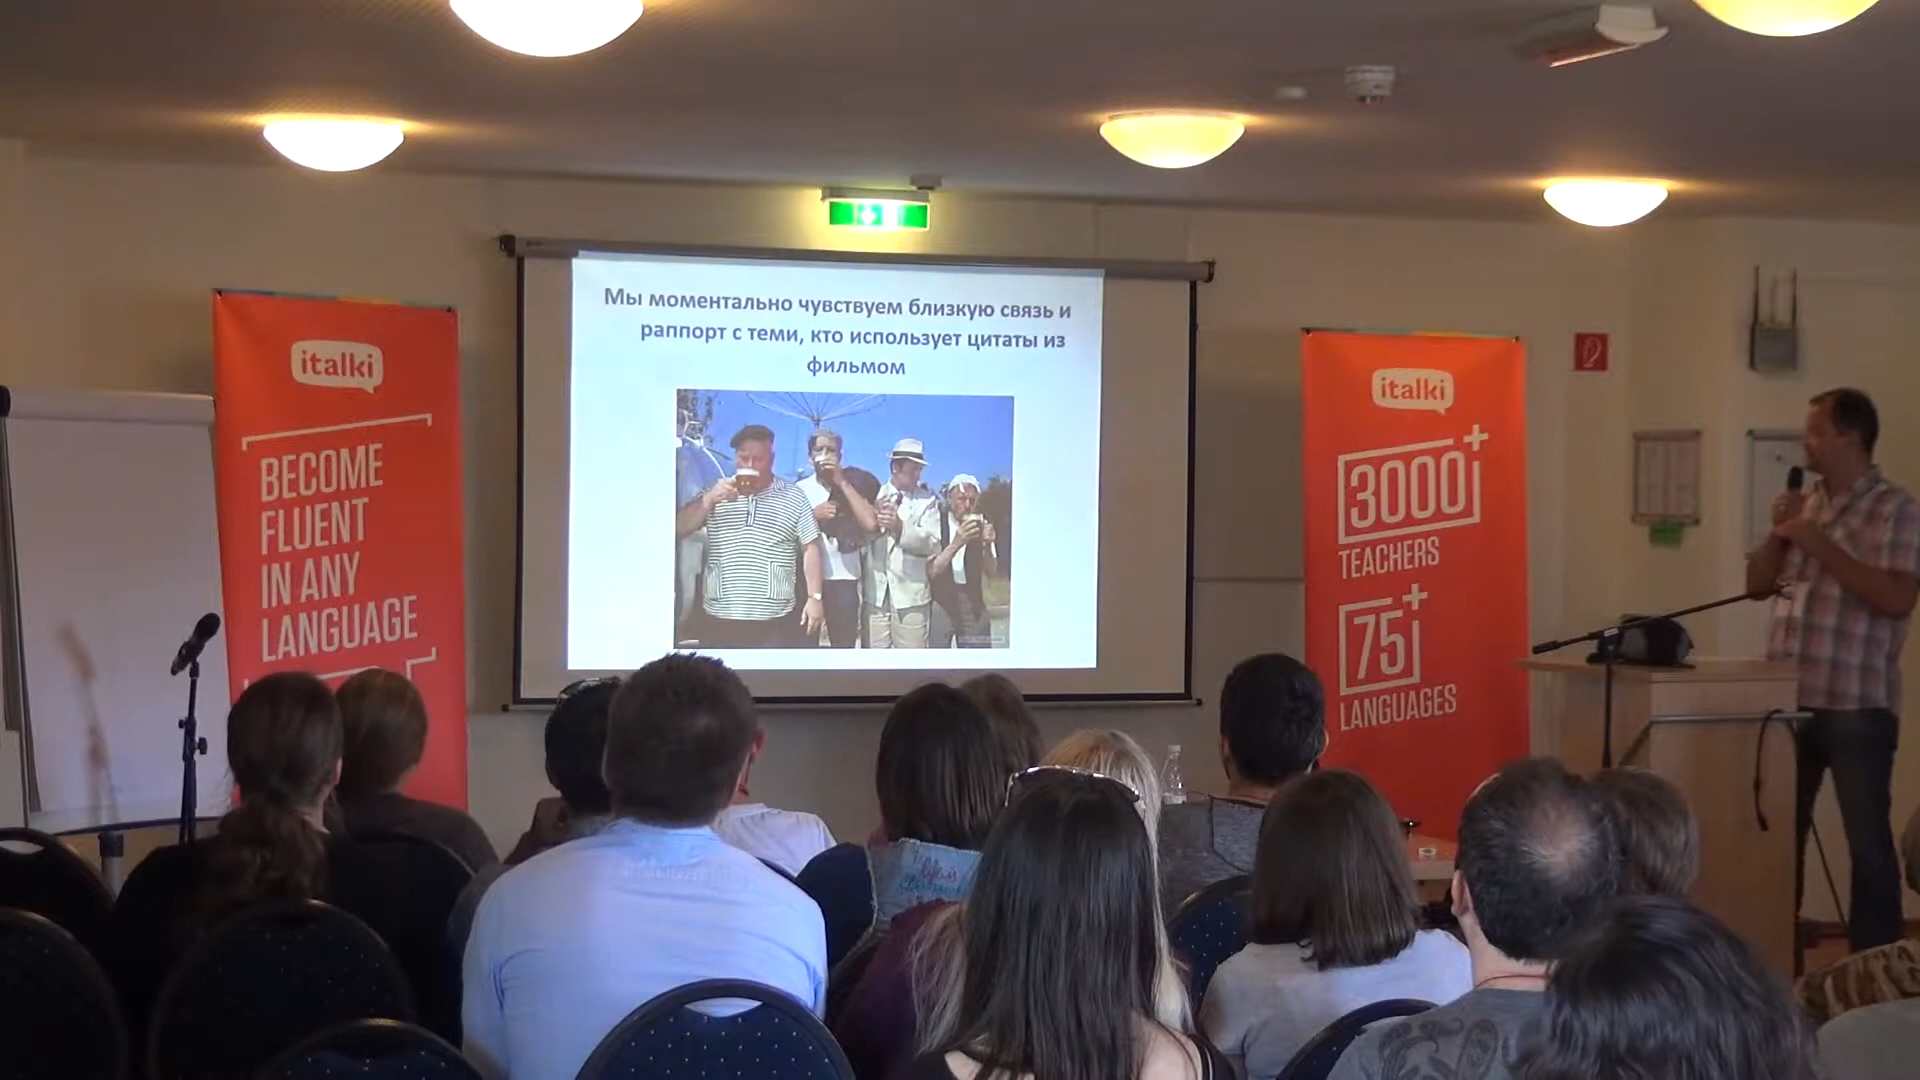 Мы моментально чувствуем близкую связь и
раппорт с теми, кто использует цитаты из
фильмом
italki
BECOME
FLUENT
IN ANY
LANGUAGE
italki
3000+
TEACHERS
75+
LANGUAGES